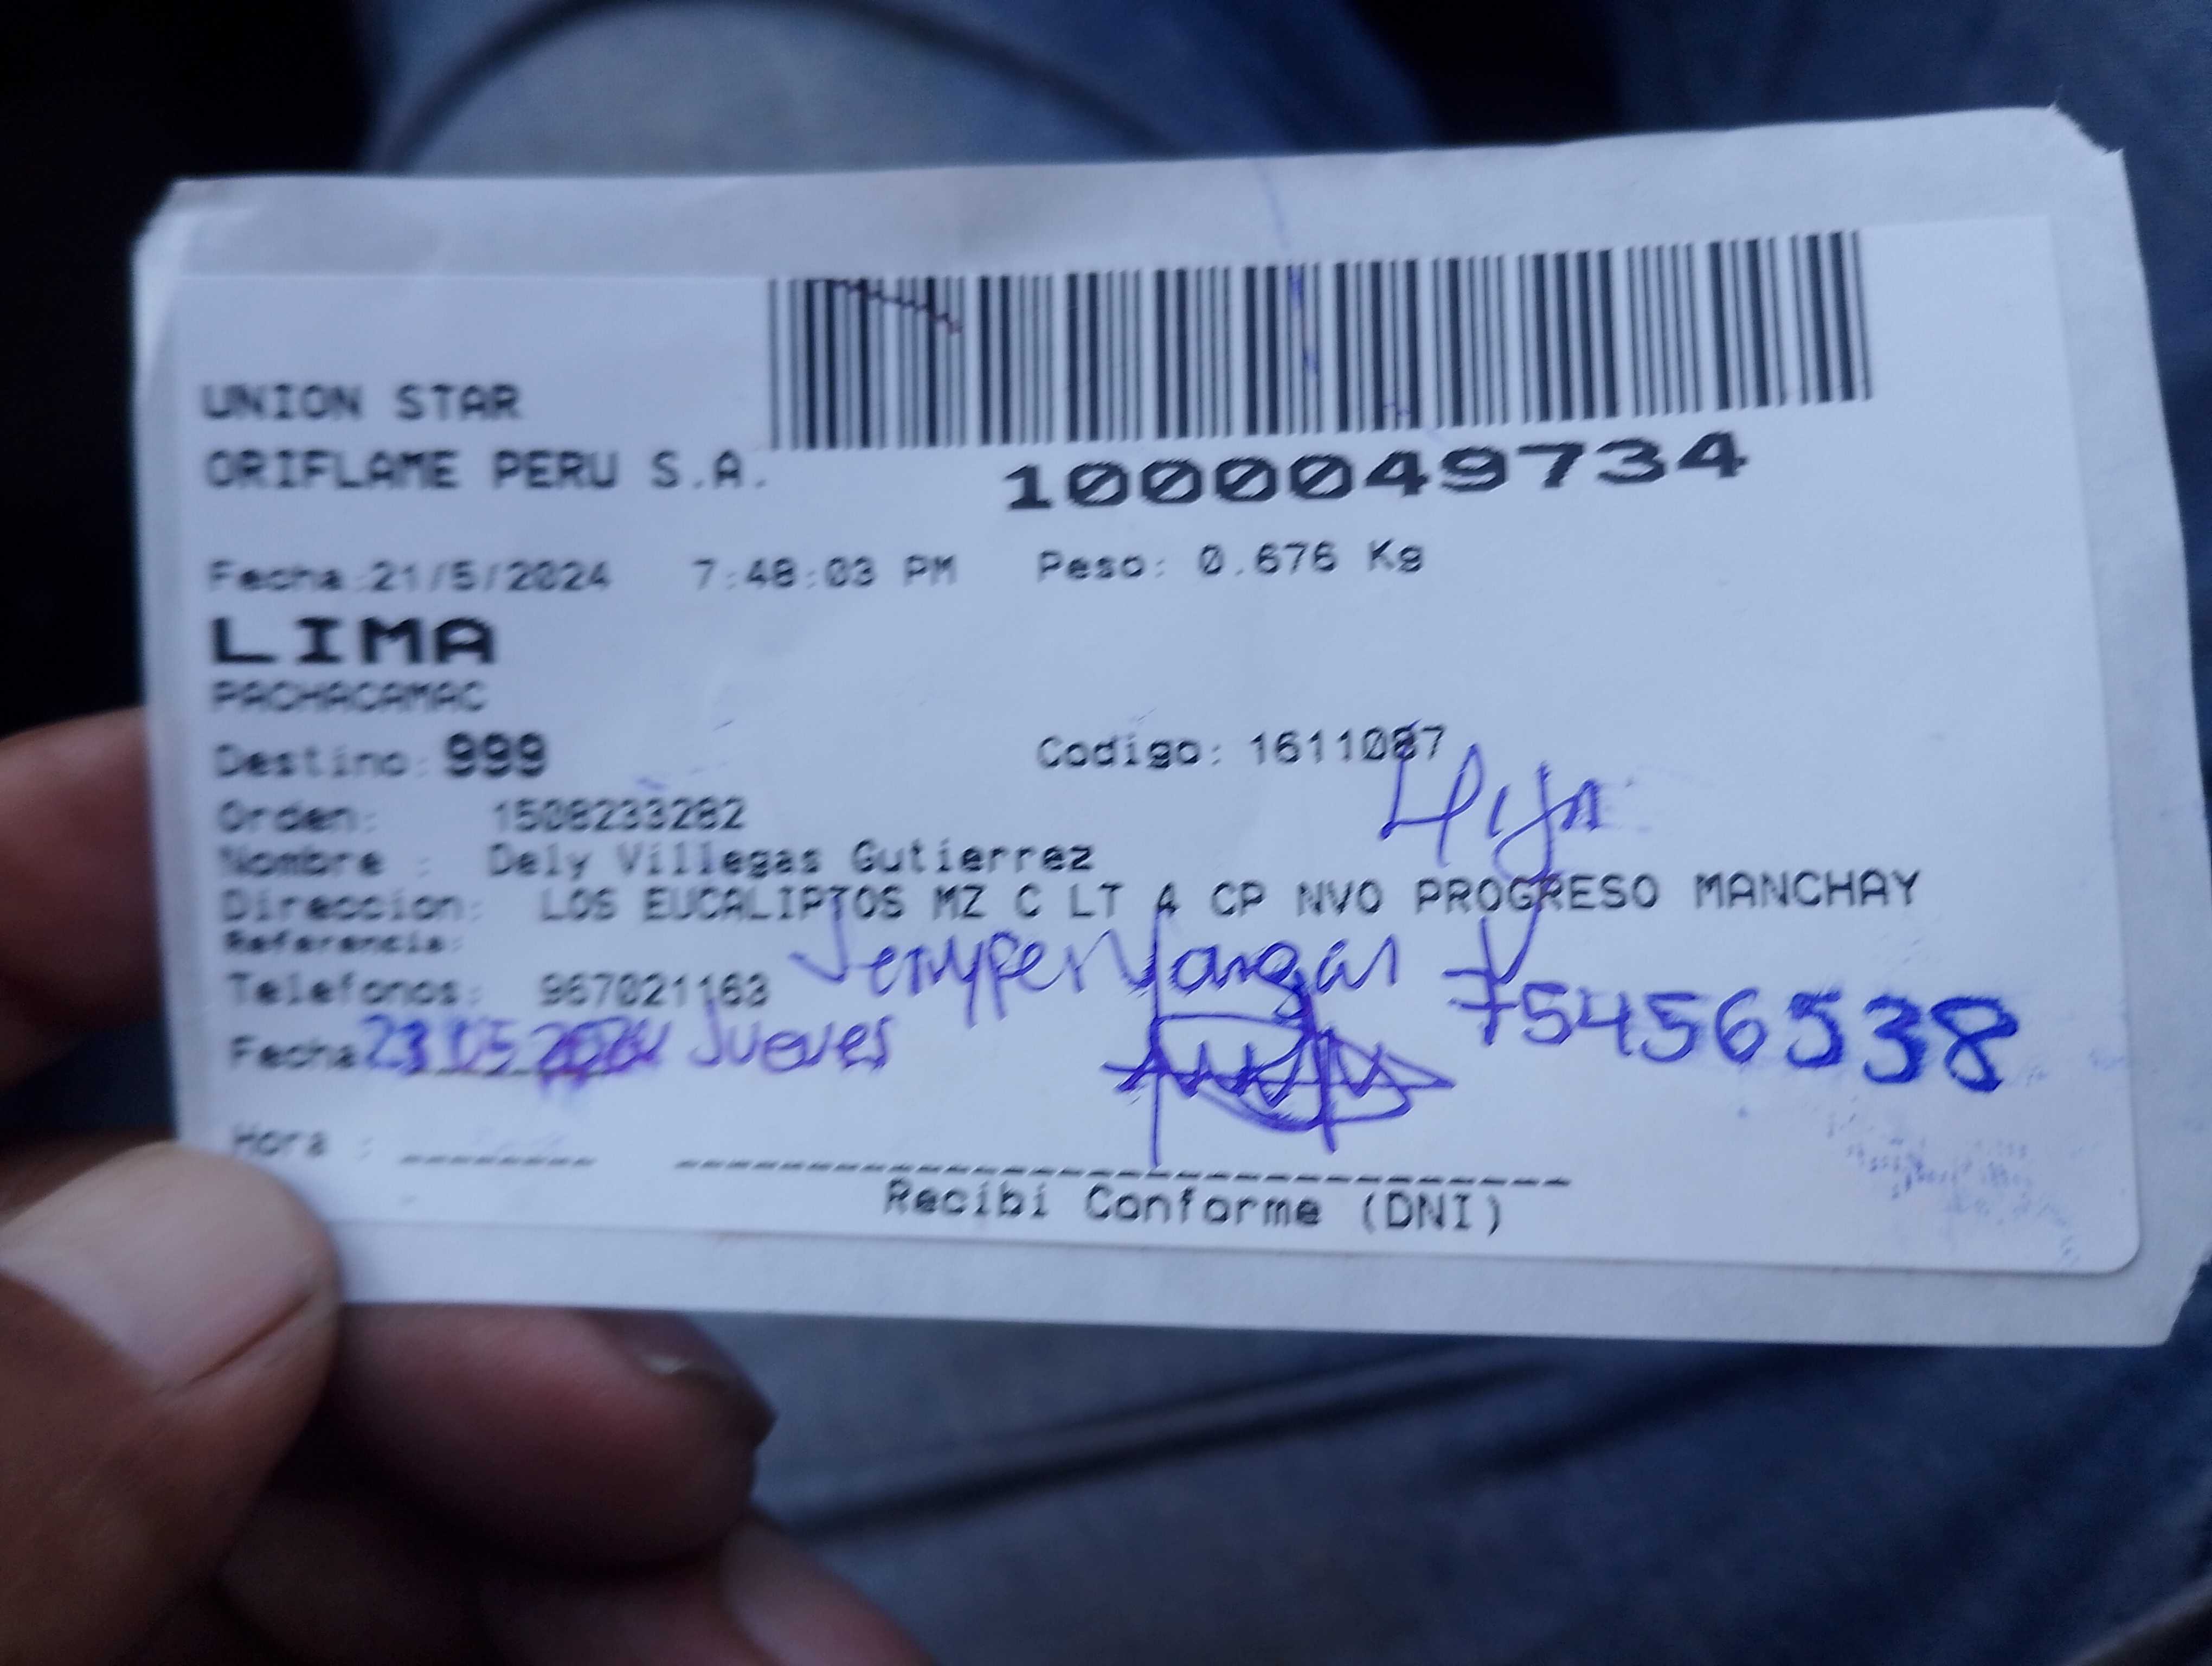 UNION STAR
ORIFLAME PERU S.A.
1000049734
Fecha:21/5/2024 7:48:03 PM Peso: 0.676 Kg
LIMA
PACHACAMAC
Destino: 999 Codigo: 1611087
Hija
Orden: 1508233282
Nombre : Dely Villegas Gutierrez
Direccion: LOS EUCALIPTOS MZ C LT A CP NVO PROGRESO MANCHAY
Referencia:
Vargas
75456538
Telefonos: 967021163
Fecha 23 05 2024 Jueves
Hora :
Recibi Conforme (DNI)